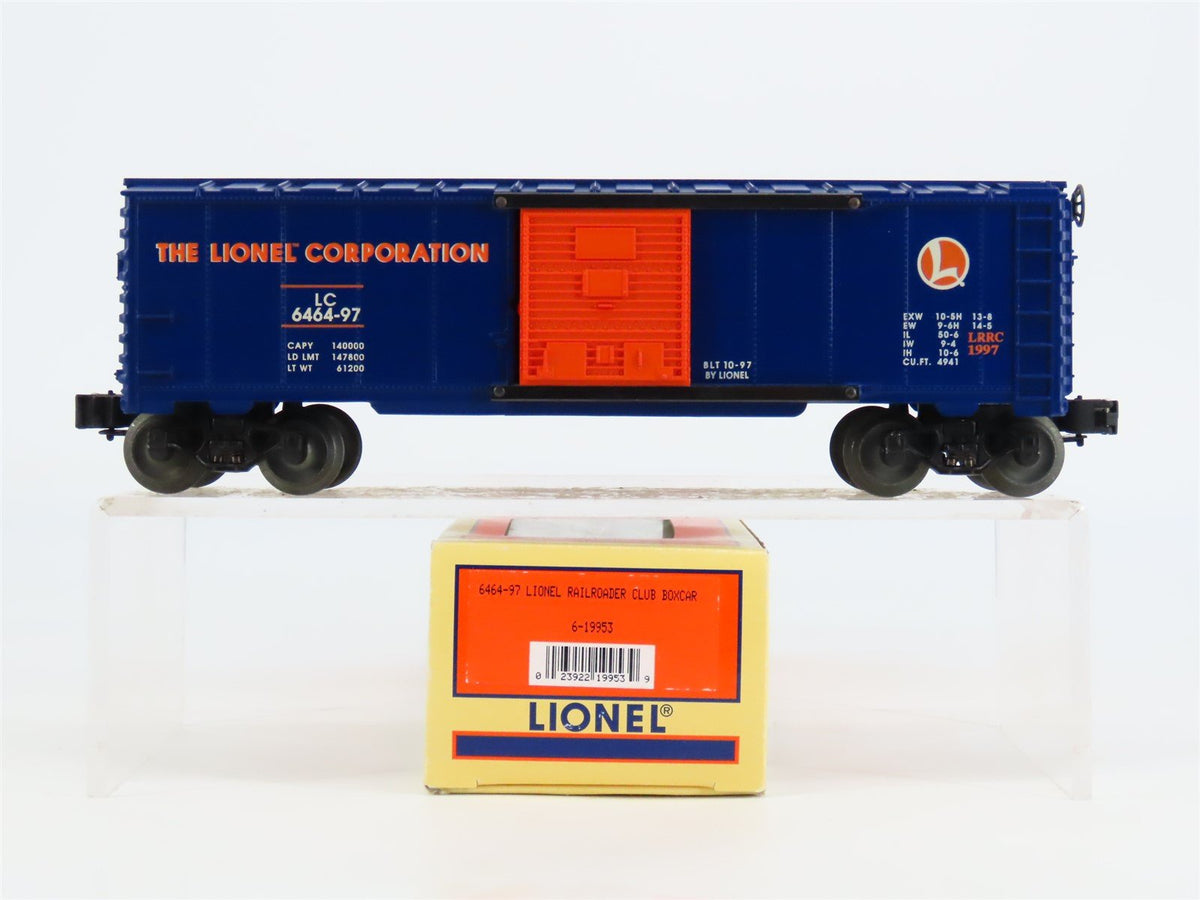 THE LIONEL™ CORPORATION
LC
6464-97
CAPY 140000
LD LMT 147800
LT WT 61200
BLT 10-97
BY LIONEL
L
EXW 10-5H 13-8
EW 9-6H 14-5
IL 50-6
IW 9-4
IH 10-6
CU.FT. 4941
LRRC
1997
6464-97 LIONEL RAILROADER CLUB BOXCAR
6-19953
0 23922 19953 9
LIONEL®